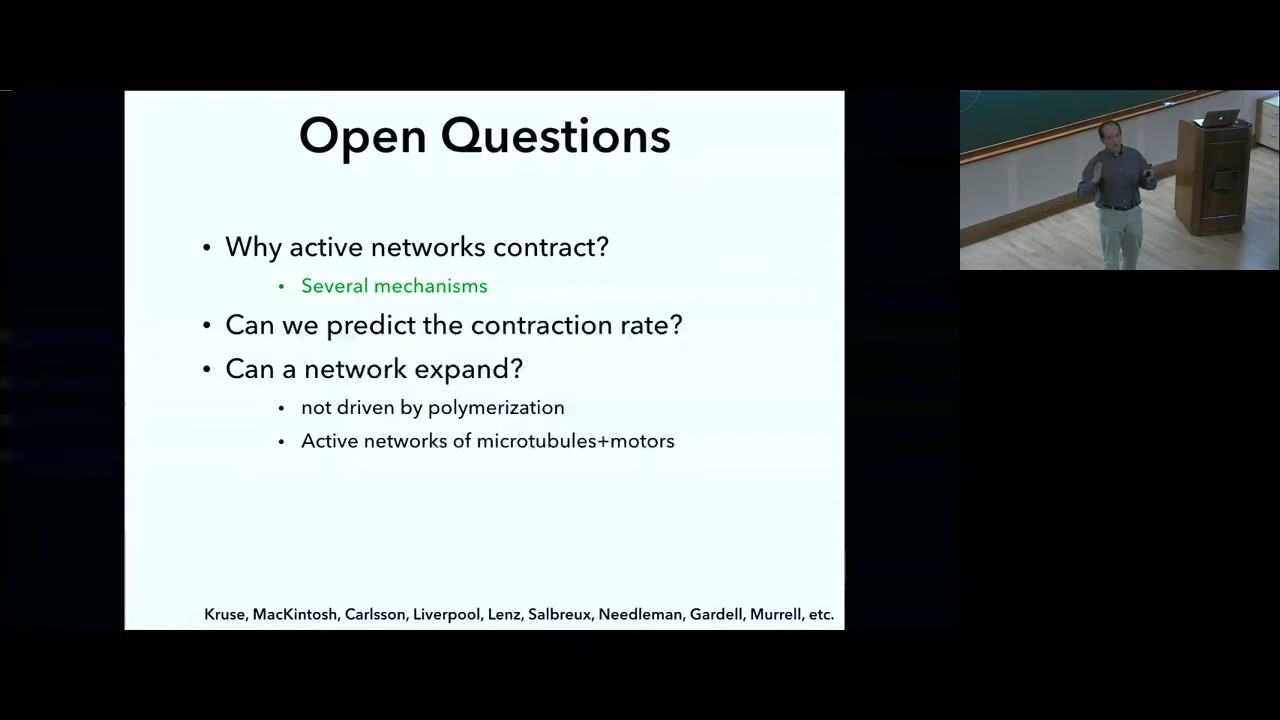 Open Questions
• Why active networks contract?
• Several mechanisms
• Can we predict the contraction rate?
• Can a network expand?
• not driven by polymerization
• Active networks of microtubules+motors
Kruse, MacKintosh, Carlsson, Liverpool, Lenz, Salbreux, Needleman, Gardell, Murrell, etc.